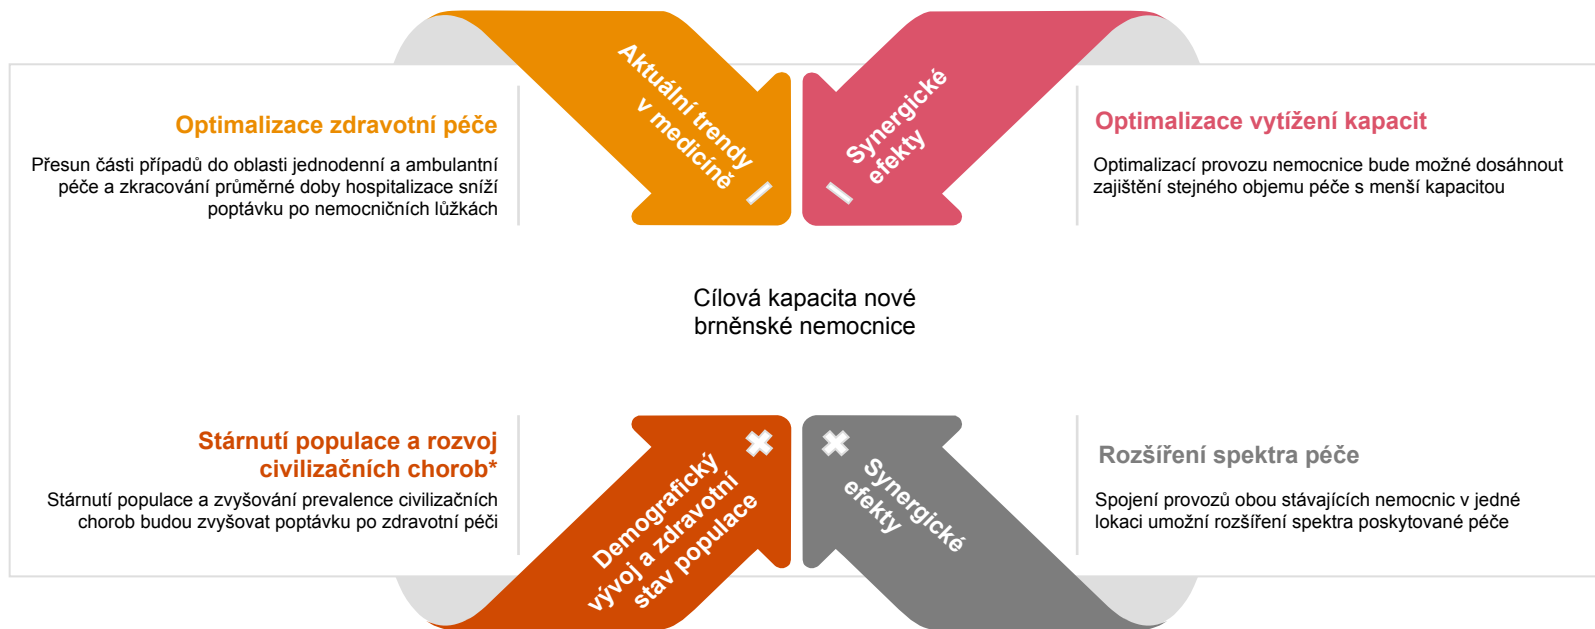 Aktuální trendy
v medicíně
Synergické
efekty
Optimalizace zdravotní péče
Přesun části případů do oblasti jednodenní a ambulantní
péče a zkracování průměrné doby hospitalizace sníží
poptávku po nemocničních lůžkách
Optimalizace vytížení kapacit
Optimalizací provozu nemocnice bude možné dosáhnout
zajištění stejného objemu péče s menší kapacitou
Cílová kapacita nové
brněnské nemocnice
Stárnutí populace a rozvoj
civilizačních chorob*
Stárnutí populace a zvyšování prevalence civilizačních
chorob budou zvyšovat poptávku po zdravotní péči
Demografický
vývoj a zdravotní
stav populace
Synergické
efekty
Rozšíření spektra péče
Spojení provozů obou stávajících nemocnic v jedné
lokaci umožní rozšíření spektra poskytované péče